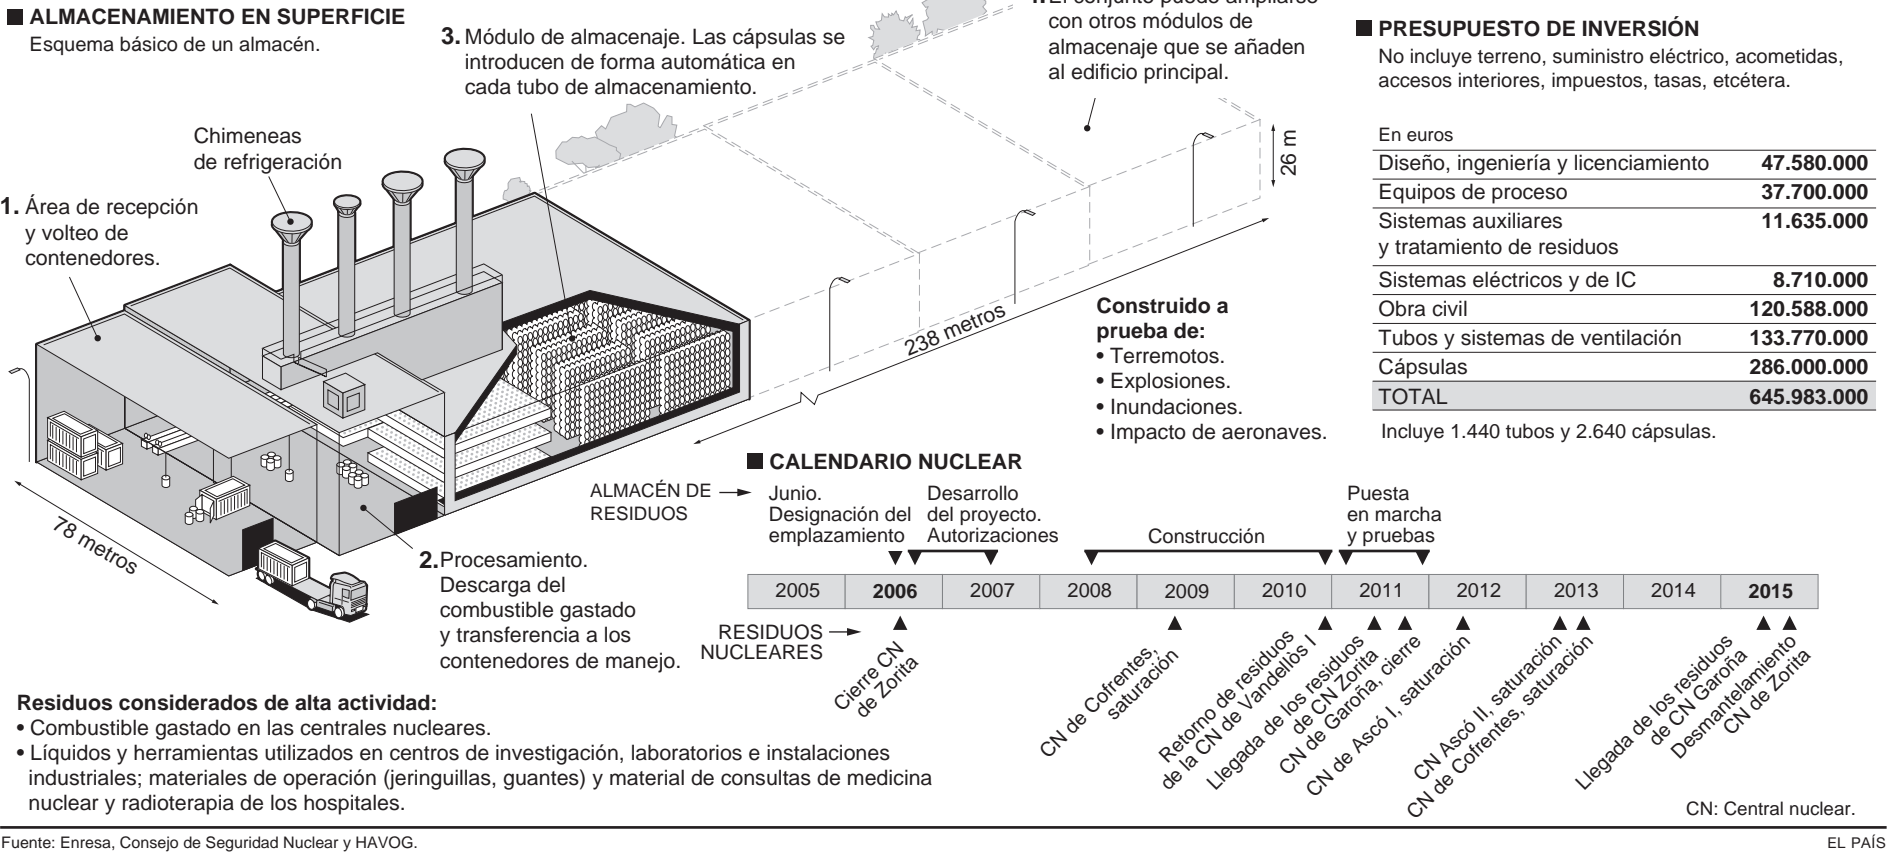 ALMACENAMIENTO EN SUPERFICIE
Esquema básico de un almacén.
3. Módulo de almacenaje. Las cápsulas se
introducen de forma automática en
cada tubo de almacenamiento.
con otros módulos de
almacenaje que se añaden
al edificio principal.
Chimeneas
de refrigeración
1. Área de recepción
y volteo de
contenedores.
26 m
238 metros
78 metros
2. Procesamiento.
Descarga del
combustible gastado
y transferencia a los
contenedores de manejo.
Construido a
prueba de:
• Terremotos.
• Explosiones.
• Inundaciones.
• Impacto de aeronaves.
PRESUPUESTO DE INVERSIÓN
No incluye terreno, suministro eléctrico, acometidas,
accesos interiores, impuestos, tasas, etcétera.
En euros
Diseño, ingeniería y licenciamiento 47.580.000
Equipos de proceso 37.700.000
Sistemas auxiliares 11.635.000
y tratamiento de residuos
Sistemas eléctricos y de IC 8.710.000
Obra civil 120.588.000
Tubos y sistemas de ventilación 133.770.000
Cápsulas 286.000.000
TOTAL 645.983.000
Incluye 1.440 tubos y 2.640 cápsulas.
CALENDARIO NUCLEAR
ALMACÉN DE
RESIDUOS
Junio.
Designación del
emplazamiento
Desarrollo
del proyecto.
Autorizaciones
Construcción
Puesta
en marcha
y pruebas
2005 2006 2007 2008 2009 2010 2011 2012 2013 2014 2015
RESIDUOS
NUCLEARES
Cierre CN
de Zorita
CN de Cofrentes,
saturación
Retorno de residuos
de la CN de Vandellòs I
Llegada de los residuos
de CN Zorita
CN de Garoña, cierre
CN de Ascó I, saturación
CN Ascó II, saturación
CN de Cofrentes, saturación
Llegada de los residuos
de CN Garoña
Desmantelamiento
CN de Zorita
CN: Central nuclear.
Residuos considerados de alta actividad:
• Combustible gastado en las centrales nucleares.
• Líquidos y herramientas utilizados en centros de investigación, laboratorios e instalaciones
industriales; materiales de operación (jeringuillas, guantes) y material de consultas de medicina
nuclear y radioterapia de los hospitales.
Fuente: Enresa, Consejo de Seguridad Nuclear y HAVOG.
EL PAÍS